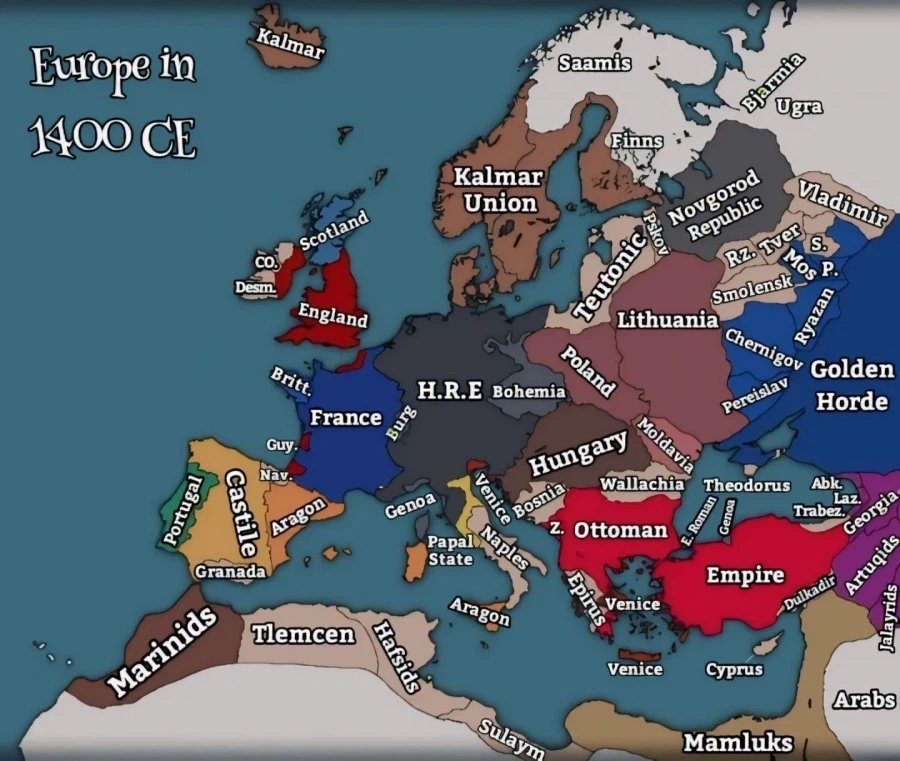 Europe in
1400 CE
Kalmar
Saamis
Bjarmia
Ugra
Finns
Kalmar
Union
Novgorod
Republic
Vladimir
Scotland
Pskov
Rz.
Tver
S.
CO.
Mos
P.
Desm.
Teutonic
Smolensk
England
Lithuania
Ryazan
Chernigov
Britt.
Poland
Golden
Horde
H.R.E
Bohemia
Pereislav
France
Burg
Guy.
Hungary
Moldavia
Nav.
Castile
Portugal
Aragon
Genoa
Venice
Bosnia
Wallachia
Theodorus
Abk.
Laz.
Trabez.
Georgia
E. Roman
Genoa
Z.
Ottoman
Papal
State
Naples
Granada
Empire
Artuqids
Dulkadir
Epirus
Venice
Aragon
Jalayrids
Marinids
Tlemcen
Hafsids
Venice
Cyprus
Arabs
Sulaym
Mamluks